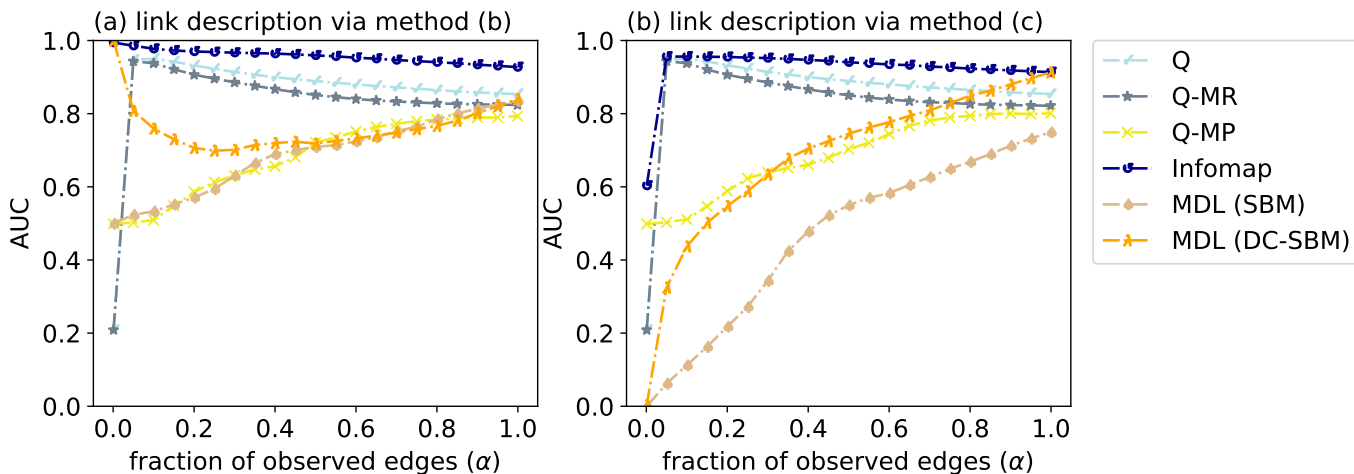 (a) link description via method (b)
(b) link description via method (c)
1.0
0.8
0.6
0.4
0.2
0.0
AUC
0.0 0.2 0.4 0.6 0.8 1.0
fraction of observed edges (α)
1.0
0.8
0.6
0.4
0.2
0.0
AUC
0.0 0.2 0.4 0.6 0.8 1.0
fraction of observed edges (α)
Q
Q-MR
Q-MP
Infomap
MDL (SBM)
MDL (DC-SBM)